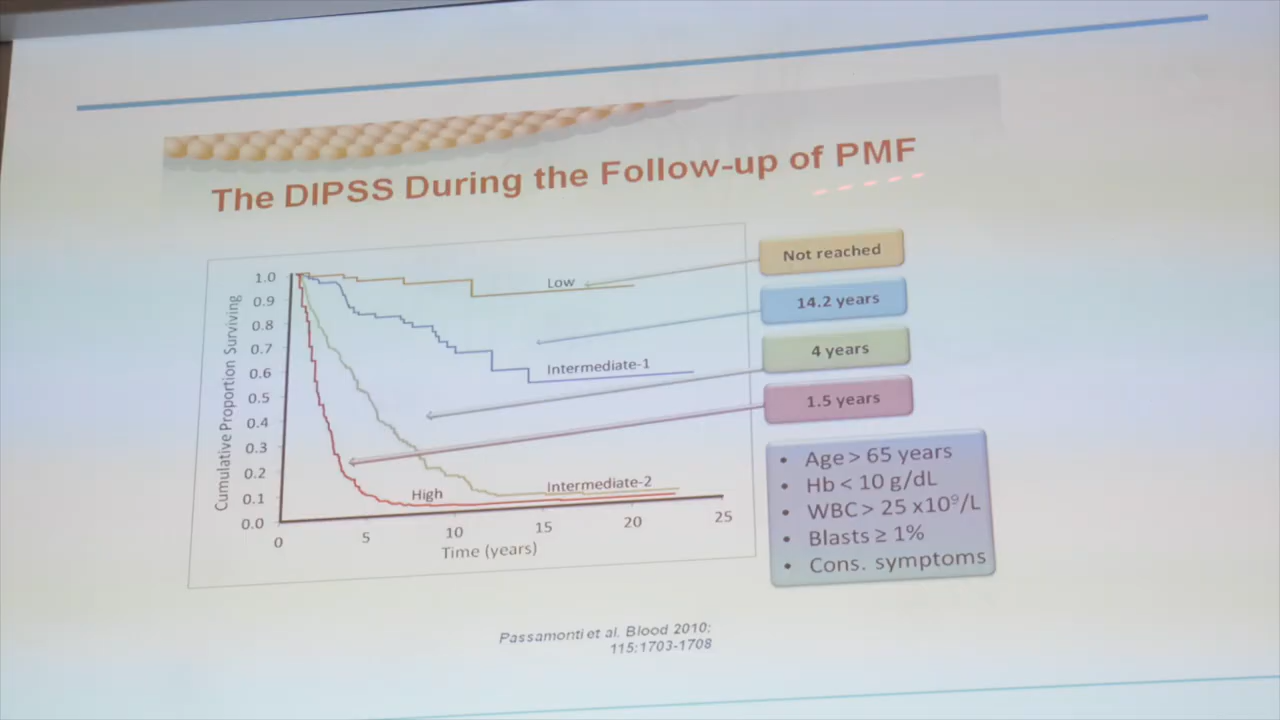 The DIPSS During the Follow-up of PMF
Not reached
14.2 years
4 years
1.5 years
Cumulative Proportion Surviving
1.0
0.9
0.8
0.7
0.6
0.5
0.4
0.3
0.2
0.1
0.0
Low
Intermediate-1
Intermediate-2
High
0
5
10
15
20
25
Time (years)
• Age > 65 years
• Hb < 10 g/dL
• WBC > 25 x10⁹/L
• Blasts ≥ 1%
• Cons. symptoms
Passamonti et al. Blood 2010;
115:1703-1708